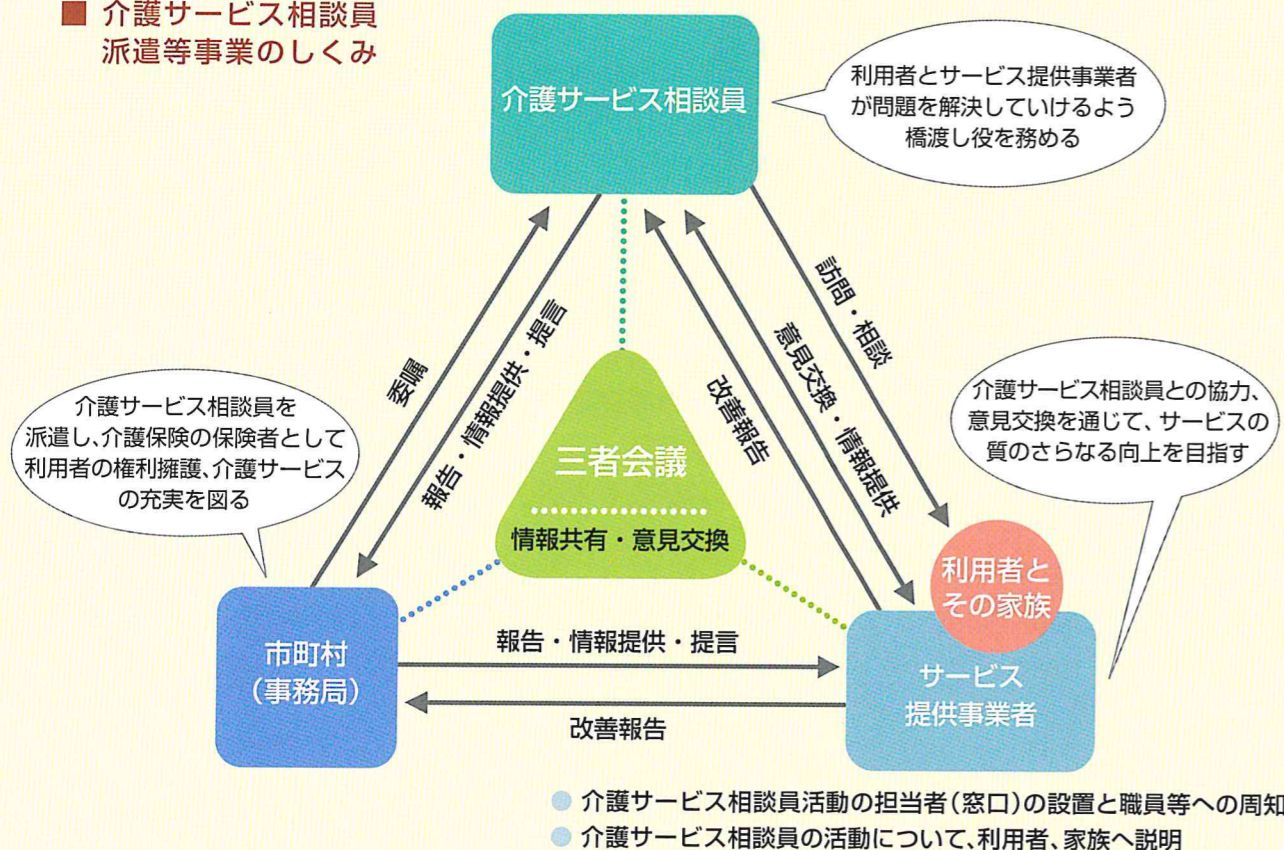 ■ 介護サービス相談員
派遣等事業のしくみ
介護サービス相談員
利用者とサービス提供事業者
が問題を解決していけるよう
橋渡し役を務める
委嘱
報告・情報提供・提言
改善報告
意見交換・情報提供
訪問・相談
介護サービス相談員を
派遣し、介護保険の保険者として
利用者の権利擁護、介護サービス
の充実を図る
三者会議
情報共有・意見交換
介護サービス相談員との協力、
意見交換を通じて、サービスの
質のさらなる向上を目指す
利用者と
その家族
市町村
（事務局）
報告・情報提供・提言
改善報告
サービス
提供事業者
● 介護サービス相談員活動の担当者（窓口）の設置と職員等への周知
● 介護サービス相談員の活動について、利用者、家族へ説明